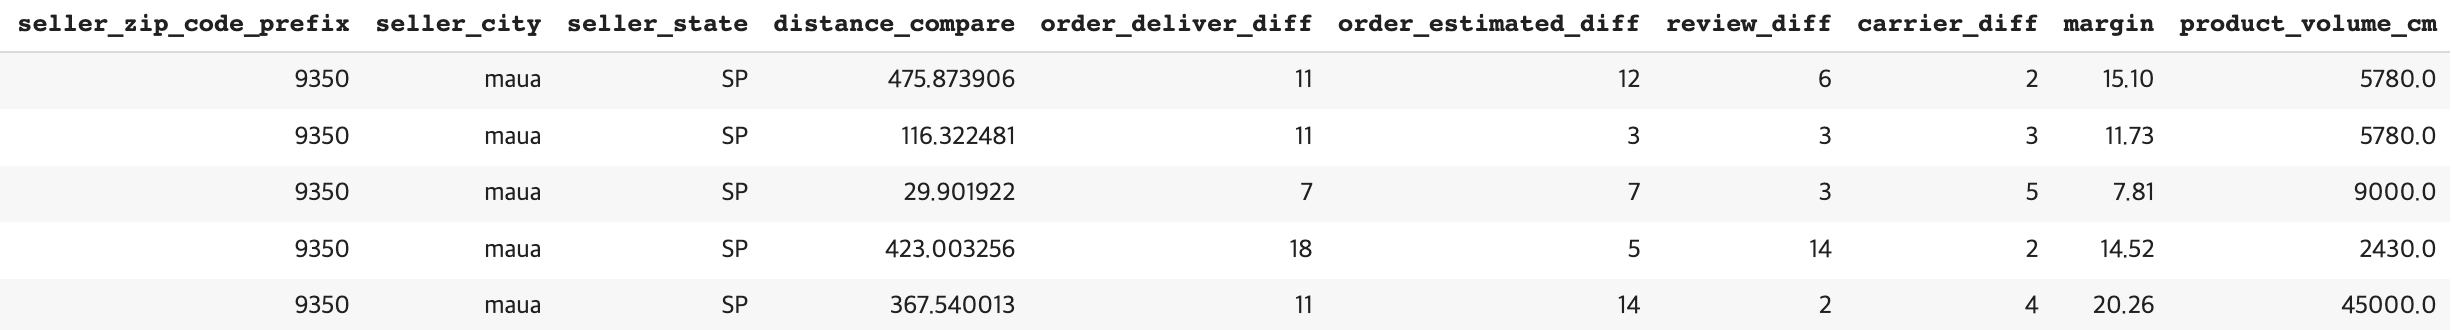 seller_zip_code_prefix seller_city seller_state distance_compare order_deliver_diff order_estimated_diff review_diff carrier_diff margin product_volume_cm
9350 maua SP 475.873906 11 12 6 2 15.10 5780.0
9350 maua SP 116.322481 11 3 3 3 11.73 5780.0
9350 maua SP 29.901922 7 7 3 5 7.81 9000.0
9350 maua SP 423.003256 18 5 14 2 14.52 2430.0
9350 maua SP 367.540013 11 14 2 4 20.26 45000.0